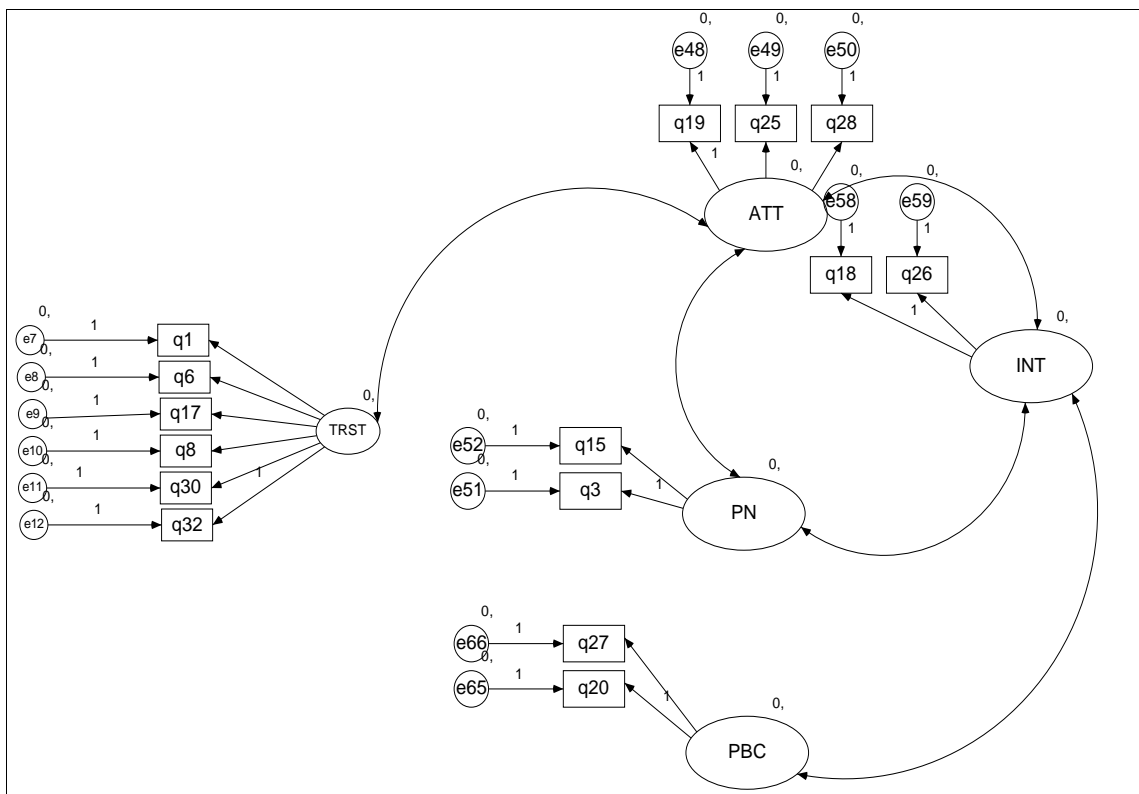 0, 0, 0,
e48 e49 e50
1 1 1
q19 q25 q28
1
0, 0, 0,
ATT e58 e59
1 1
q18 q26
1
0,
INT
0,
e7 1 q1
0,
e8 1 q6
0,
e9 1 q17
0,
TRST
0,
e10 1 q8
0,
e11 1 q30
1
0,
e12 1 q32
0,
e52 1 q15
0,
e51 1 q3
1
0,
PN
0,
e66 1 q27
0,
e65 1 q20
1
0,
PBC